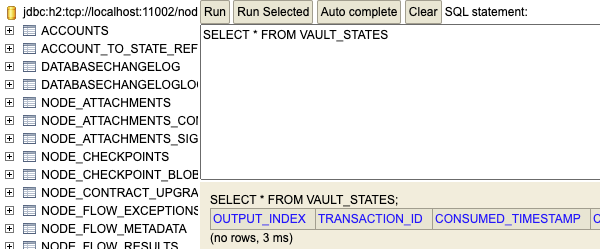 jdbc:h2:tcp://localhost:11002/nod
ACCOUNTS
ACCOUNT_TO_STATE_REF
DATABASECHANGELOG
DATABASECHANGELOGLO
NODE_ATTACHMENTS
NODE_ATTACHMENTS_CON
NODE_ATTACHMENTS_SIG
NODE_CHECKPOINTS
NODE_CHECKPOINT_BLOB
NODE_CONTRACT_UPGRA
NODE_FLOW_EXCEPTIONS
NODE_FLOW_METADATA
NODE_FLOW_RESULTS
Run Run Selected Auto complete Clear SQL statement:
SELECT * FROM VAULT_STATES
SELECT * FROM VAULT_STATES;
OUTPUT_INDEX TRANSACTION_ID CONSUMED_TIMESTAMP C
(no rows, 3 ms)